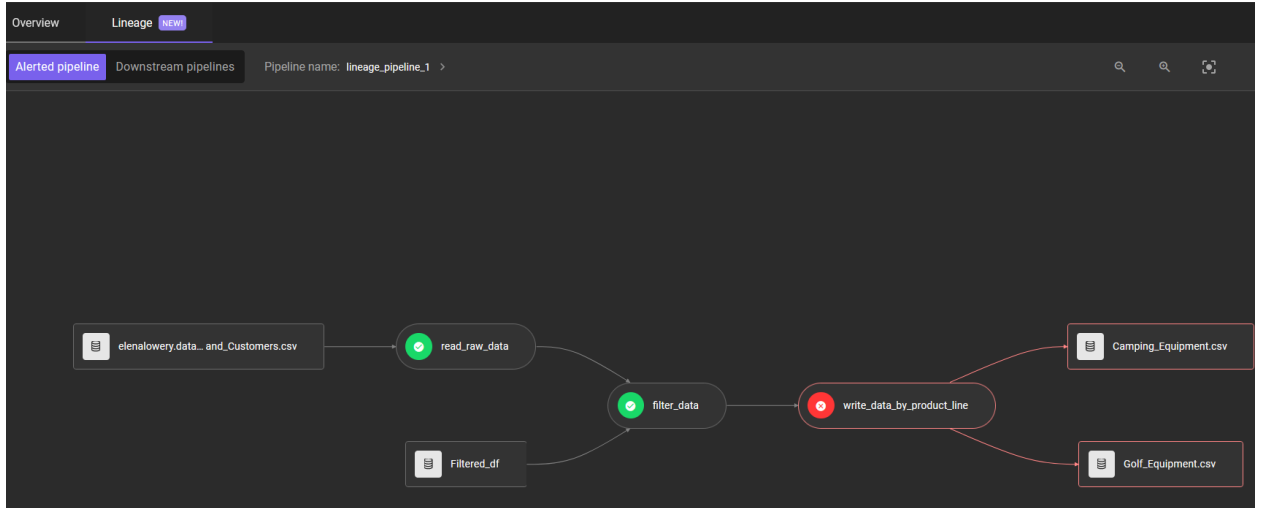 Overview Lineage NEW!
Alerted pipeline Downstream pipelines Pipeline name: lineage_pipeline_1 >
elenalowery.data... and_Customers.csv read_raw_data Camping_Equipment.csv
filter_data write_data_by_product_line
Filtered_df Golf_Equipment.csv